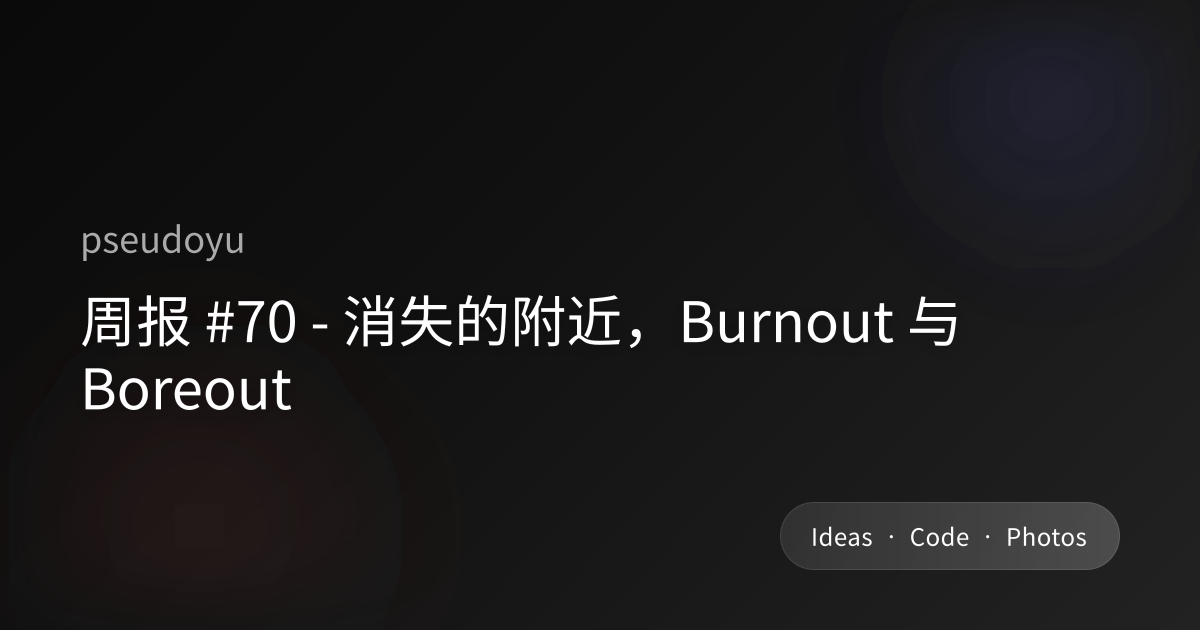 pseudoyu
周报 #70 - 消失的附近，Burnout 与
Boreout
Ideas · Code · Photos